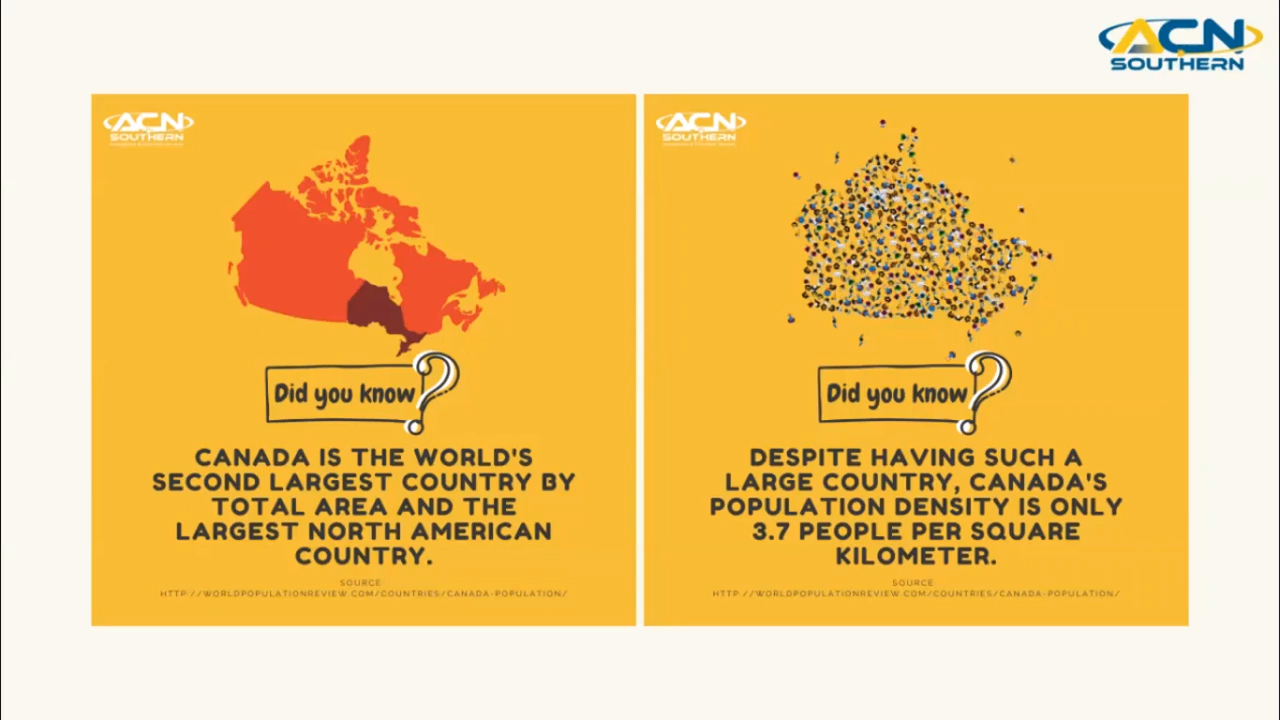 ACN
SOUTHERN
ACN
SOUTHERN
Did you know?
CANADA IS THE WORLD'S
SECOND LARGEST COUNTRY BY
TOTAL AREA AND THE
LARGEST NORTH AMERICAN
COUNTRY.
SOURCE
HTTP://WORLDPOPULATIONREVIEW.COM/COUNTRIES/CANADA-POPULATION/
ACN
SOUTHERN
Did you know?
DESPITE HAVING SUCH A
LARGE COUNTRY, CANADA'S
POPULATION DENSITY IS ONLY
3.7 PEOPLE PER SQUARE
KILOMETER.
SOURCE
HTTP://WORLDPOPULATIONREVIEW.COM/COUNTRIES/CANADA-POPULATION/